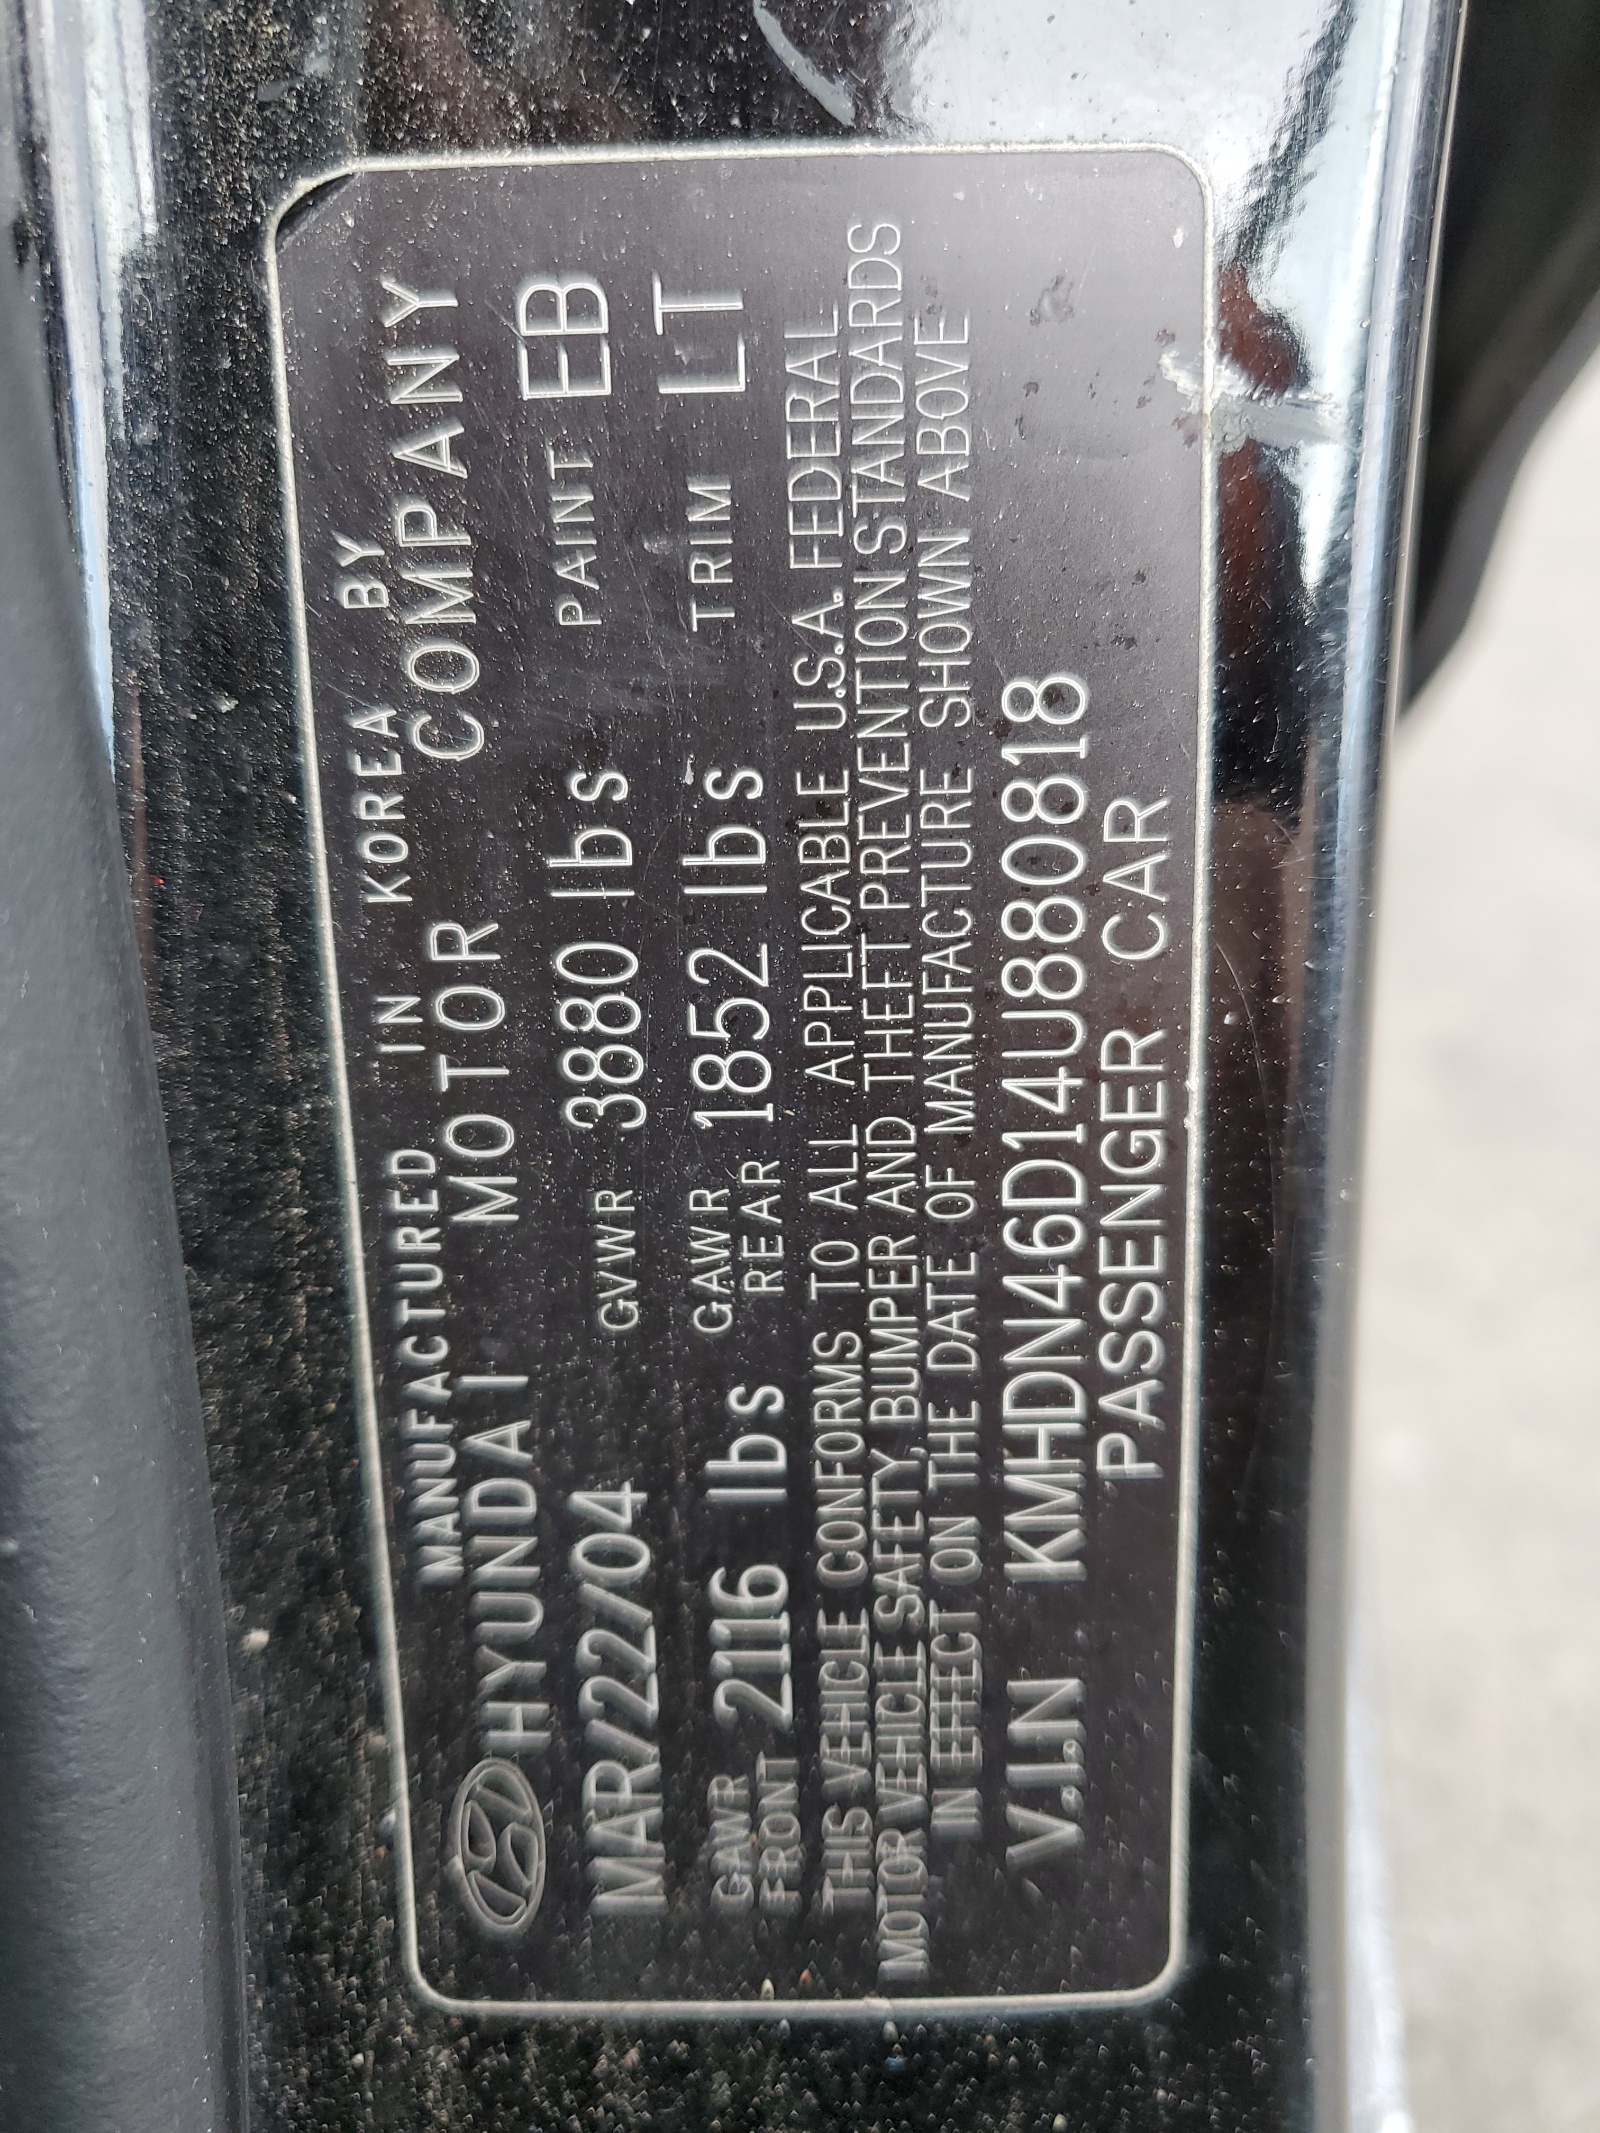 MANUFACTURED IN KOREA BY
HYUNDAI MOTOR COMPANY
MAR/22/04 GVWR 3880 lbs PAINT EB
GAWR FRONT 2116 lbs GAWR REAR 1852 lbs TRIM LT
THIS VEHICLE CONFORMS TO ALL APPLICABLE U.S.A. FEDERAL
MOTOR VEHICLE SAFETY, BUMPER AND THEFT PREVENTION STANDARDS
IN EFFECT ON THE DATE OF MANUFACTURE SHOWN ABOVE
V.I.N KMHDN46D14U880818
PASSENGER CAR